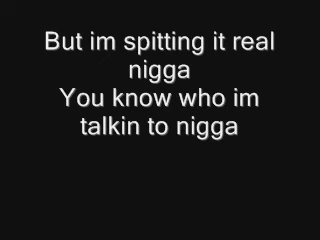 But im spitting it real
nigga
You know who im
talkin to nigga